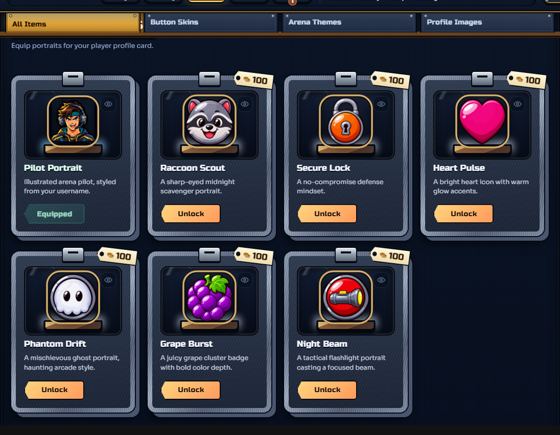 All Items
Button Skins
Arena Themes
Profile Images
Equip portraits for your player profile card.
100
100
100
Pilot Portrait
Illustrated arena pilot, styled
from your username.
Equipped
Raccoon Scout
A sharp-eyed midnight
scavenger portrait.
Unlock
Secure Lock
A no-compromise defense
mindset.
Unlock
Heart Pulse
A bright heart icon with warm
glow accents.
Unlock
100
100
100
Phantom Drift
A mischievous ghost portrait,
haunting arcade style.
Unlock
Grape Burst
A juicy grape cluster badge
with bold color depth.
Unlock
Night Beam
A tactical flashlight portrait
casting a focused beam.
Unlock